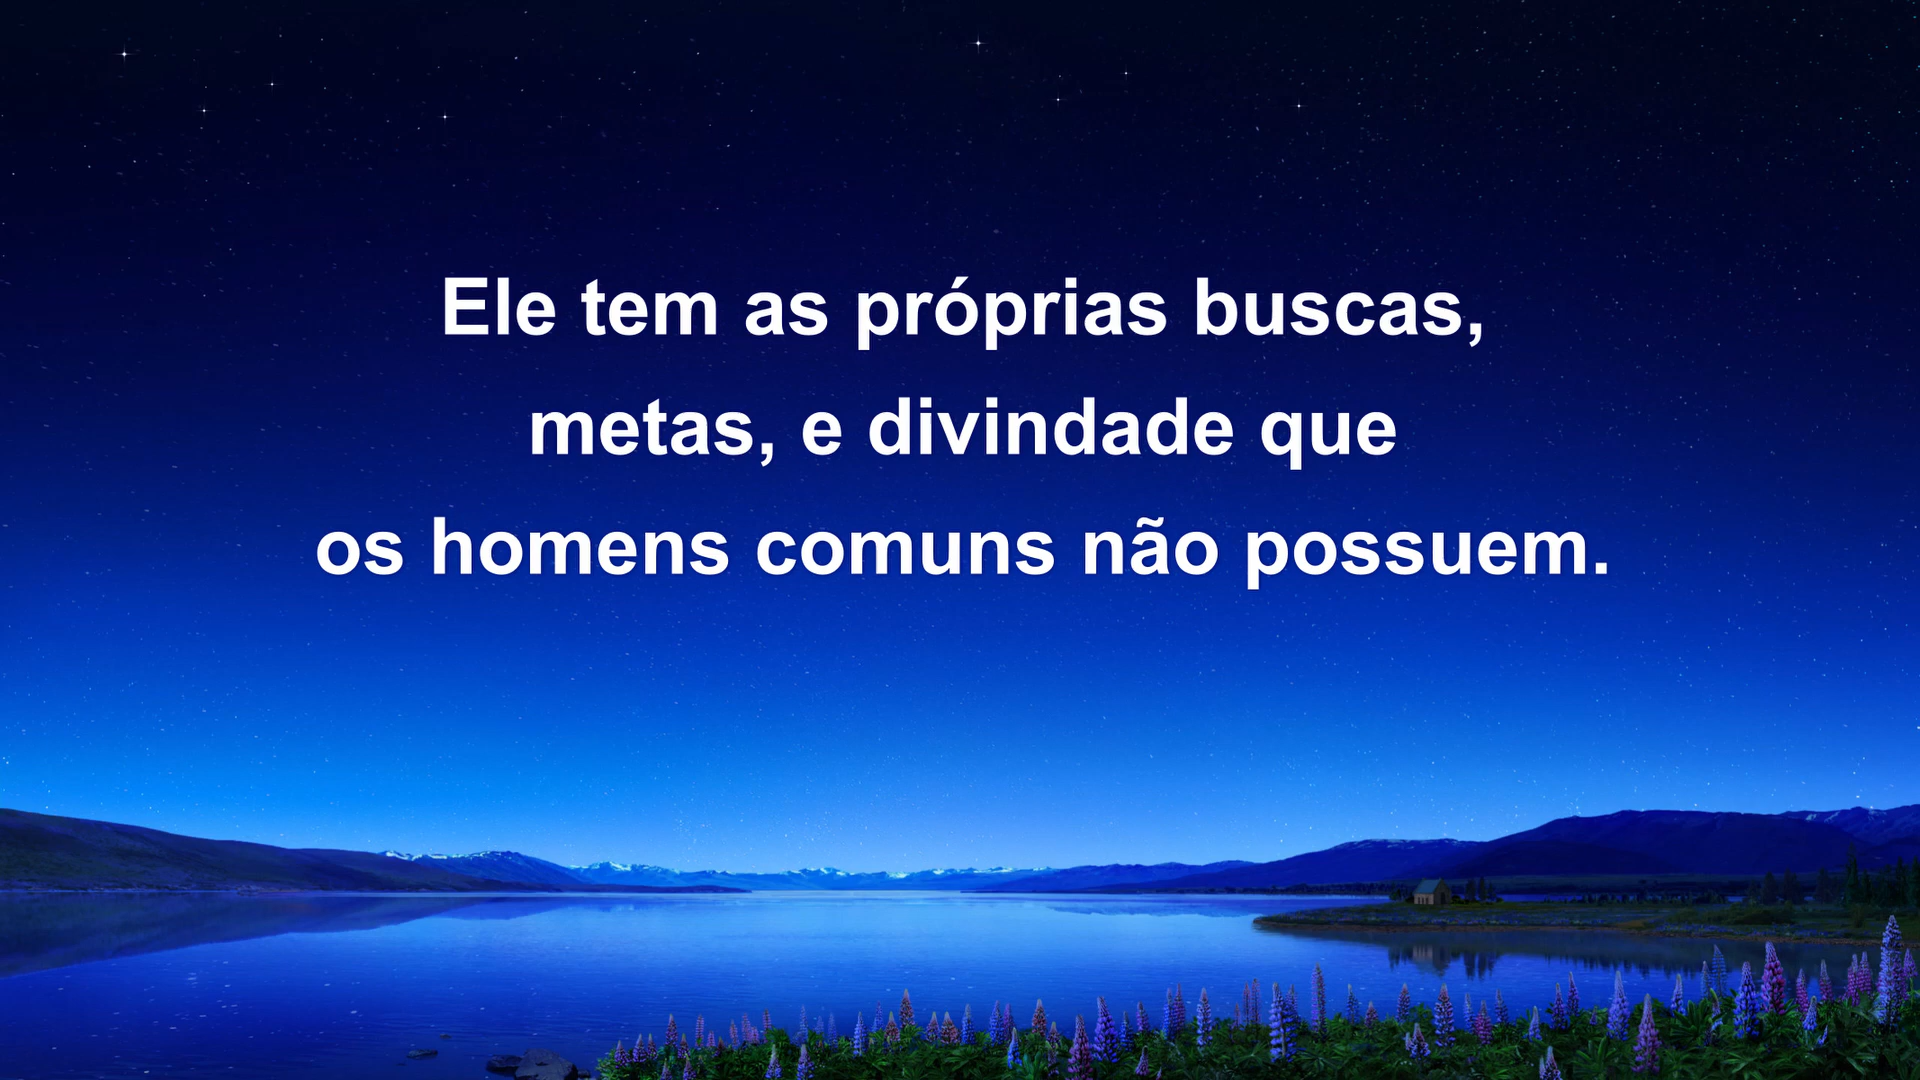 Ele tem as próprias buscas,
metas, e divindade que
os homens comuns não possuem.